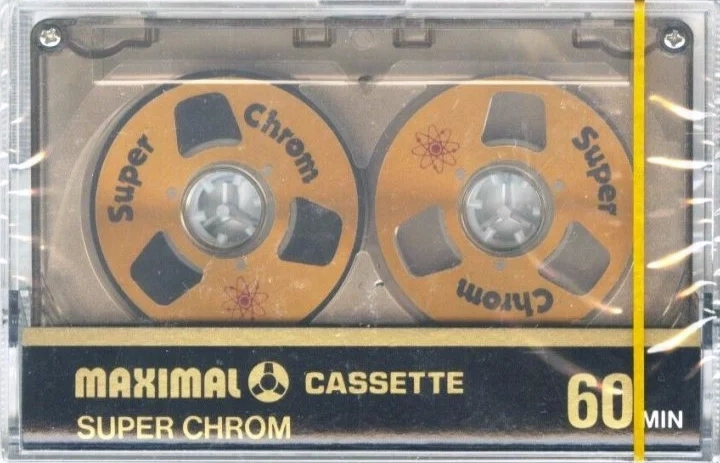 Super Chrom
Super Chrom
MAXIMAL CASSETTE 60 MIN
SUPER CHROM